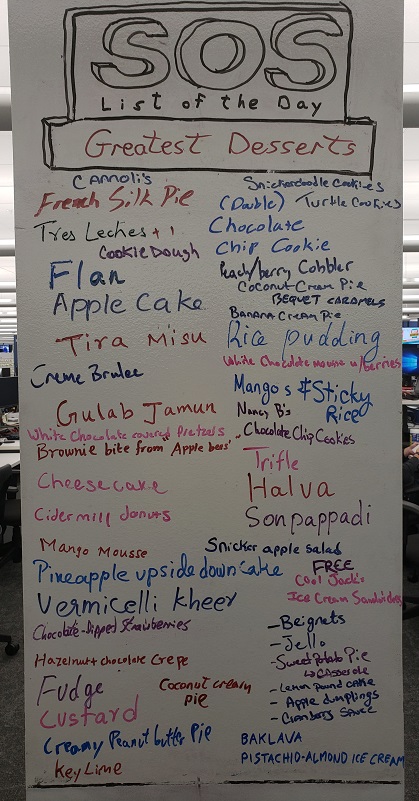 SOS
List of the Day
Greatest Desserts
Cannoli's
French Silk Pie
Tres Leches + 1
Cookie Dough
Flan
Apple Cake
Tira Misu
Creme Brulee
Gulab Jamun
White Chocolate covered Pretzels
Brownie bite from "Apple bees"
Cheesecake
Cidermill donuts
Mango Mousse
Pineapple upside down Cake
Vermicelli Kheer
Chocolate-Dipped Strawberries
Hazelnut + chocolate Crepe
Fudge
Coconut cream
Pie
Custard
Creamy Peanut butter Pie
Key Lime
Snickerdoodle Cookies
(Double) Turtle Cookies
Chocolate
Chip Cookie
Peach/berry Cobbler
Coconut Cream Pie
BEQUET CARAMELS
BANANA Cream Pie
Rice pudding
White Chocolate mousse w/berries
Mango s & Sticky
Rice
Nancy B's
- Chocolate Chip Cookies
Trifle
Halva
Sonpappadi
Snicker apple salad
FREE
Cool Jack's
Ice Cream Sandwiches
- Beignets
- Jello
- Sweet Potato Pie
↳ Casserole
- Lemon Pound cake
- Apple dumplings
SAUCE
BAKLAVA
PISTACHIO-ALMOND ICE CREAM